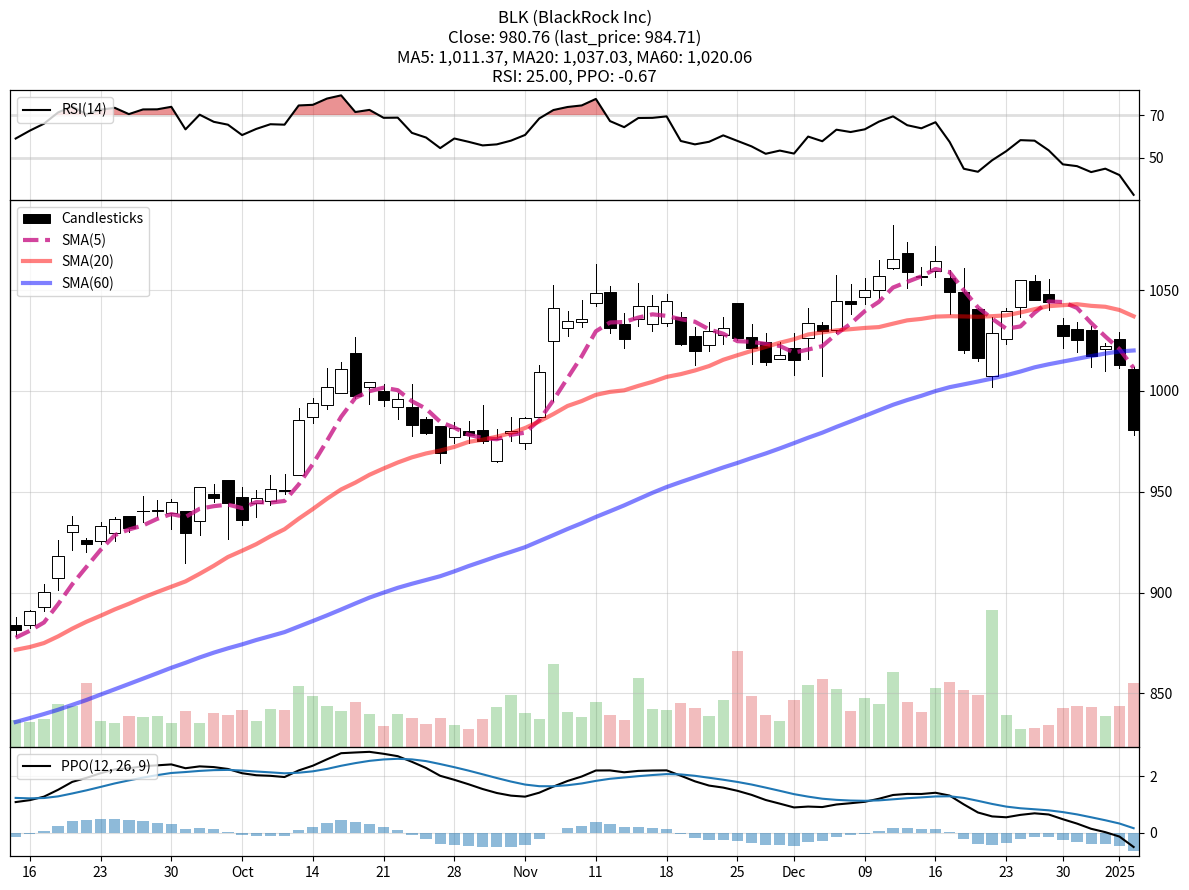 BLK (BlackRock Inc)
Close: 980.76 (last_price: 984.71)
MA5: 1,011.37, MA20: 1,037.03, MA60: 1,020.06
RSI: 25.00, PPO: -0.67
RSI(14)
70
50
Candlesticks
SMA(5)
SMA(20)
SMA(60)
1050
1000
950
900
850
PPO(12, 26, 9)
2
0
16 23 30 Oct 14 21 28 Nov 11 18 25 Dec 09 16 23 30 2025